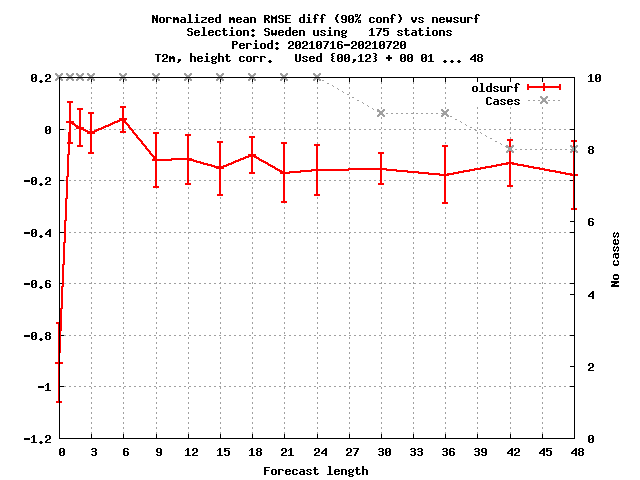 Normalized mean RMSE diff (90% conf) vs newsurf
Selection: Sweden using 175 stations
Period: 20210716-20210720
T2m, height corr. Used {00,12} + 00 01 ... 48
oldsurf
Cases
0.2
0
-0.2
-0.4
-0.6
-0.8
-1
-1.2
10
8
6
4
2
0
No cases
0 3 6 9 12 15 18 21 24 27 30 33 36 39 42 45 48
Forecast length